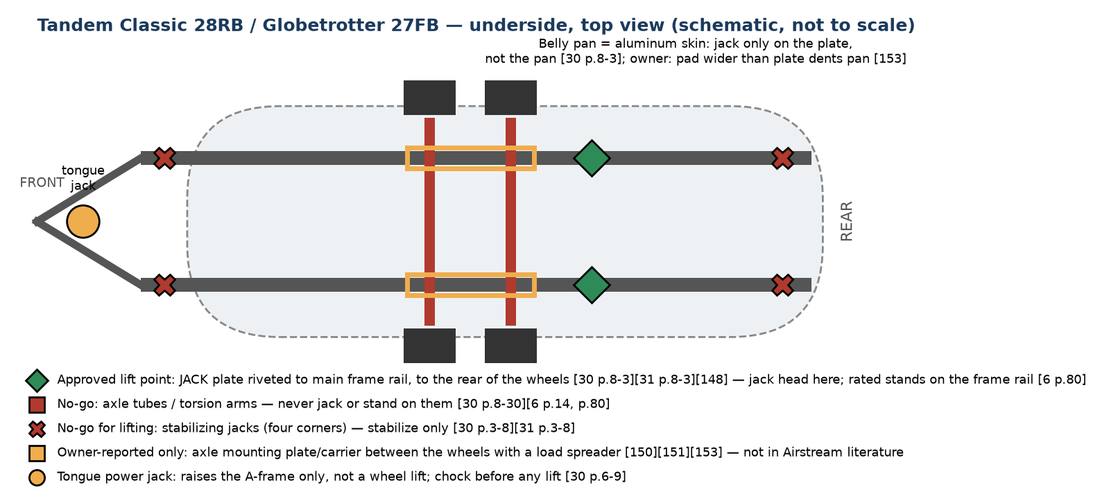 Tandem Classic 28RB / Globetrotter 27FB — underside, top view (schematic, not to scale)
Belly pan = aluminum skin: jack only on the plate,
not the pan [30 p.8-3]; owner: pad wider than plate dents pan [153]
tongue
FRONT
jack
REAR
Approved lift point: JACK plate riveted to main frame rail, to the rear of the wheels [30 p.8-3][31 p.8-3][148] — jack head here; rated stands on the frame rail [6 p.80]
No-go: axle tubes / torsion arms — never jack or stand on them [30 p.8-30][6 p.14, p.80]
No-go for lifting: stabilizing jacks (four corners) — stabilize only [30 p.3-8][31 p.3-8]
Owner-reported only: axle mounting plate/carrier between the wheels with a load spreader [150][151][153] — not in Airstream literature
Tongue power jack: raises the A-frame only, not a wheel lift; chock before any lift [30 p.6-9]